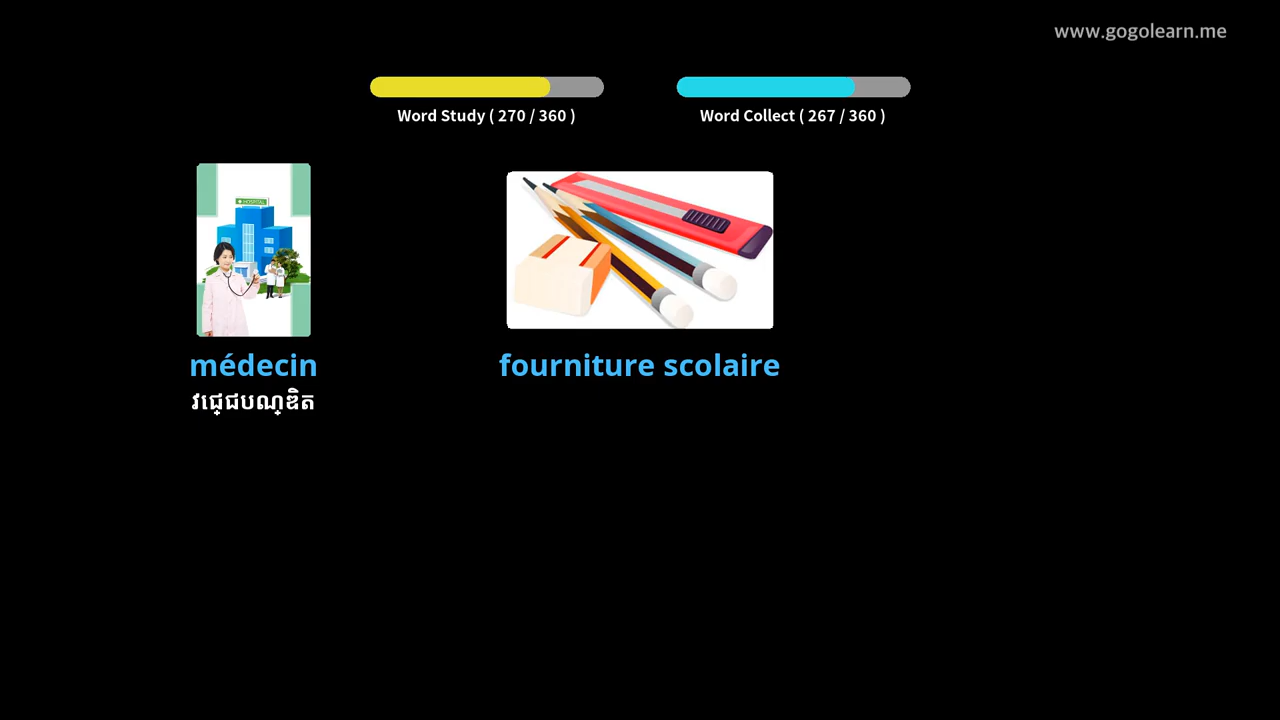 www.gogolearn.me
Word Study ( 270 / 360 )
Word Collect ( 267 / 360 )
HOSPITAL
médecin
fourniture scolaire
វេជ្ជបណ្ឌិត